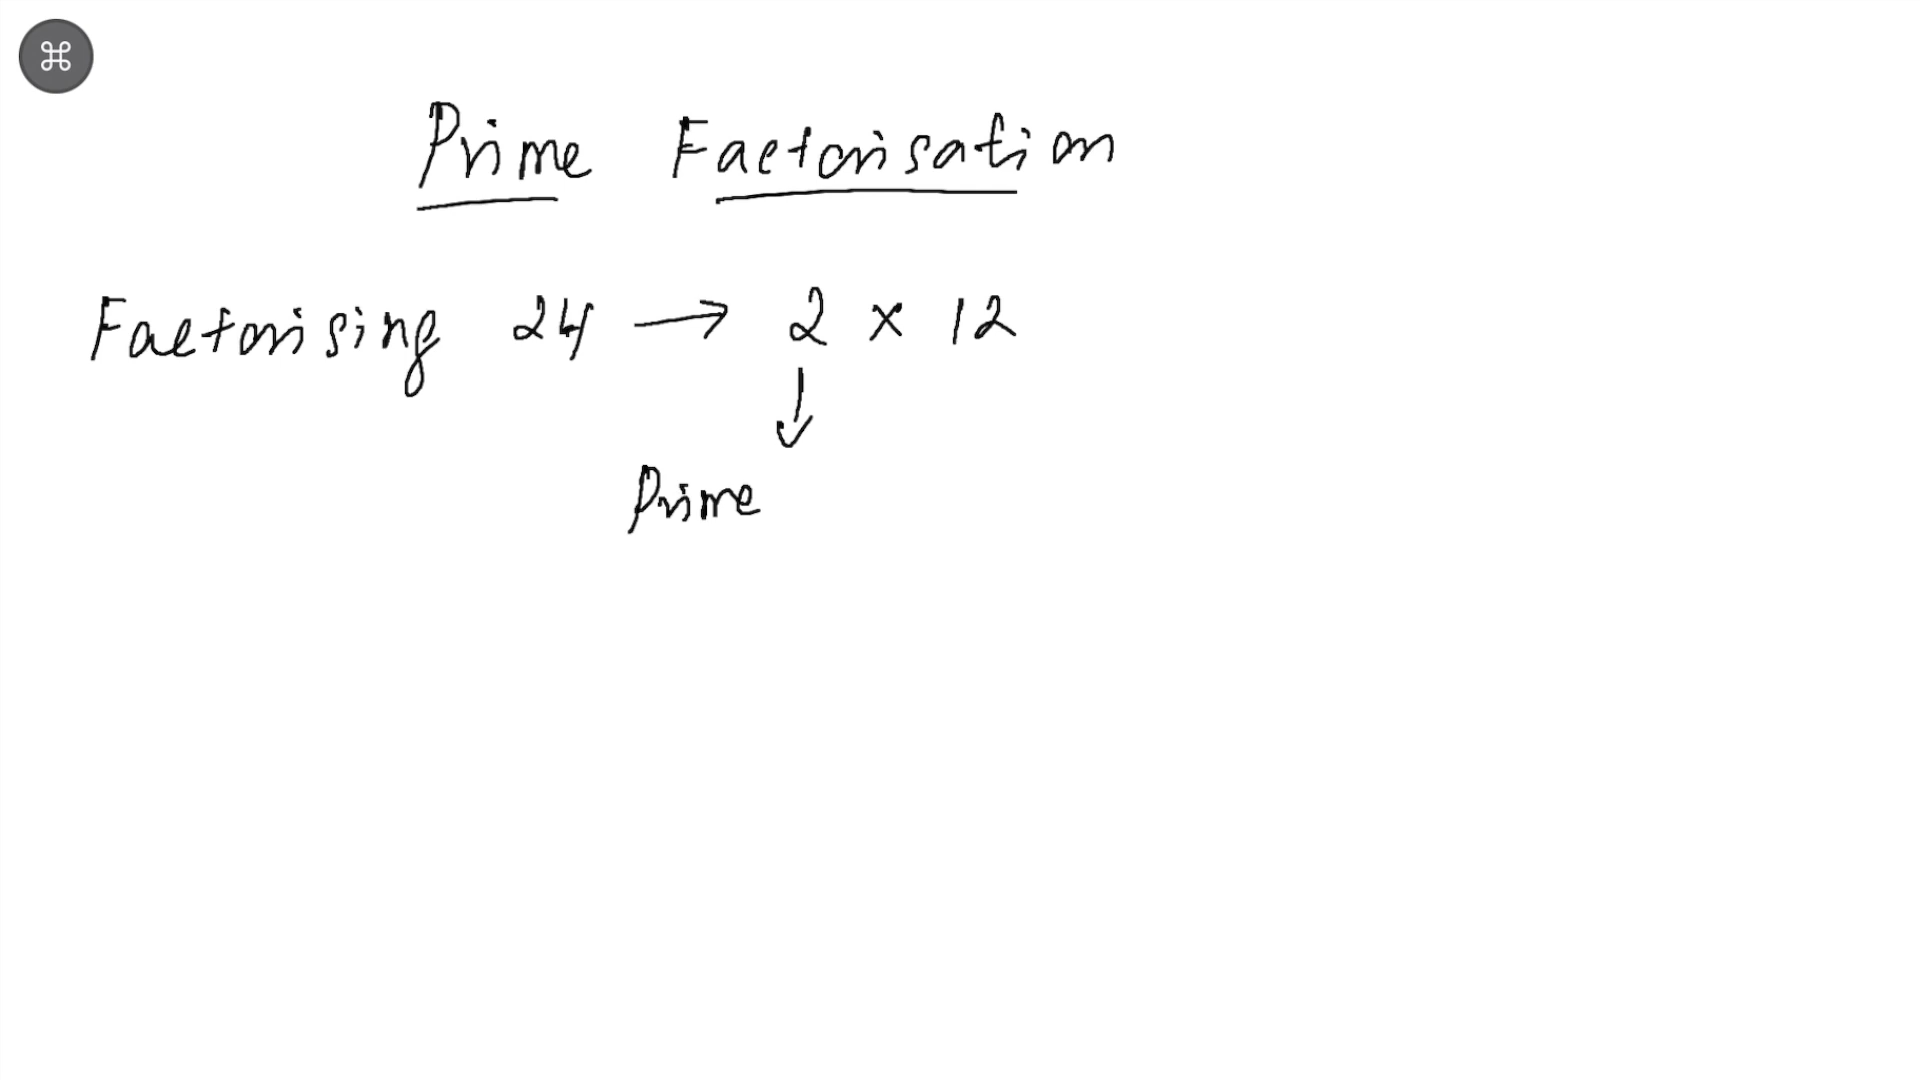 Prime Factorisation
Factorising 24 → 2 × 12
↓
Prime